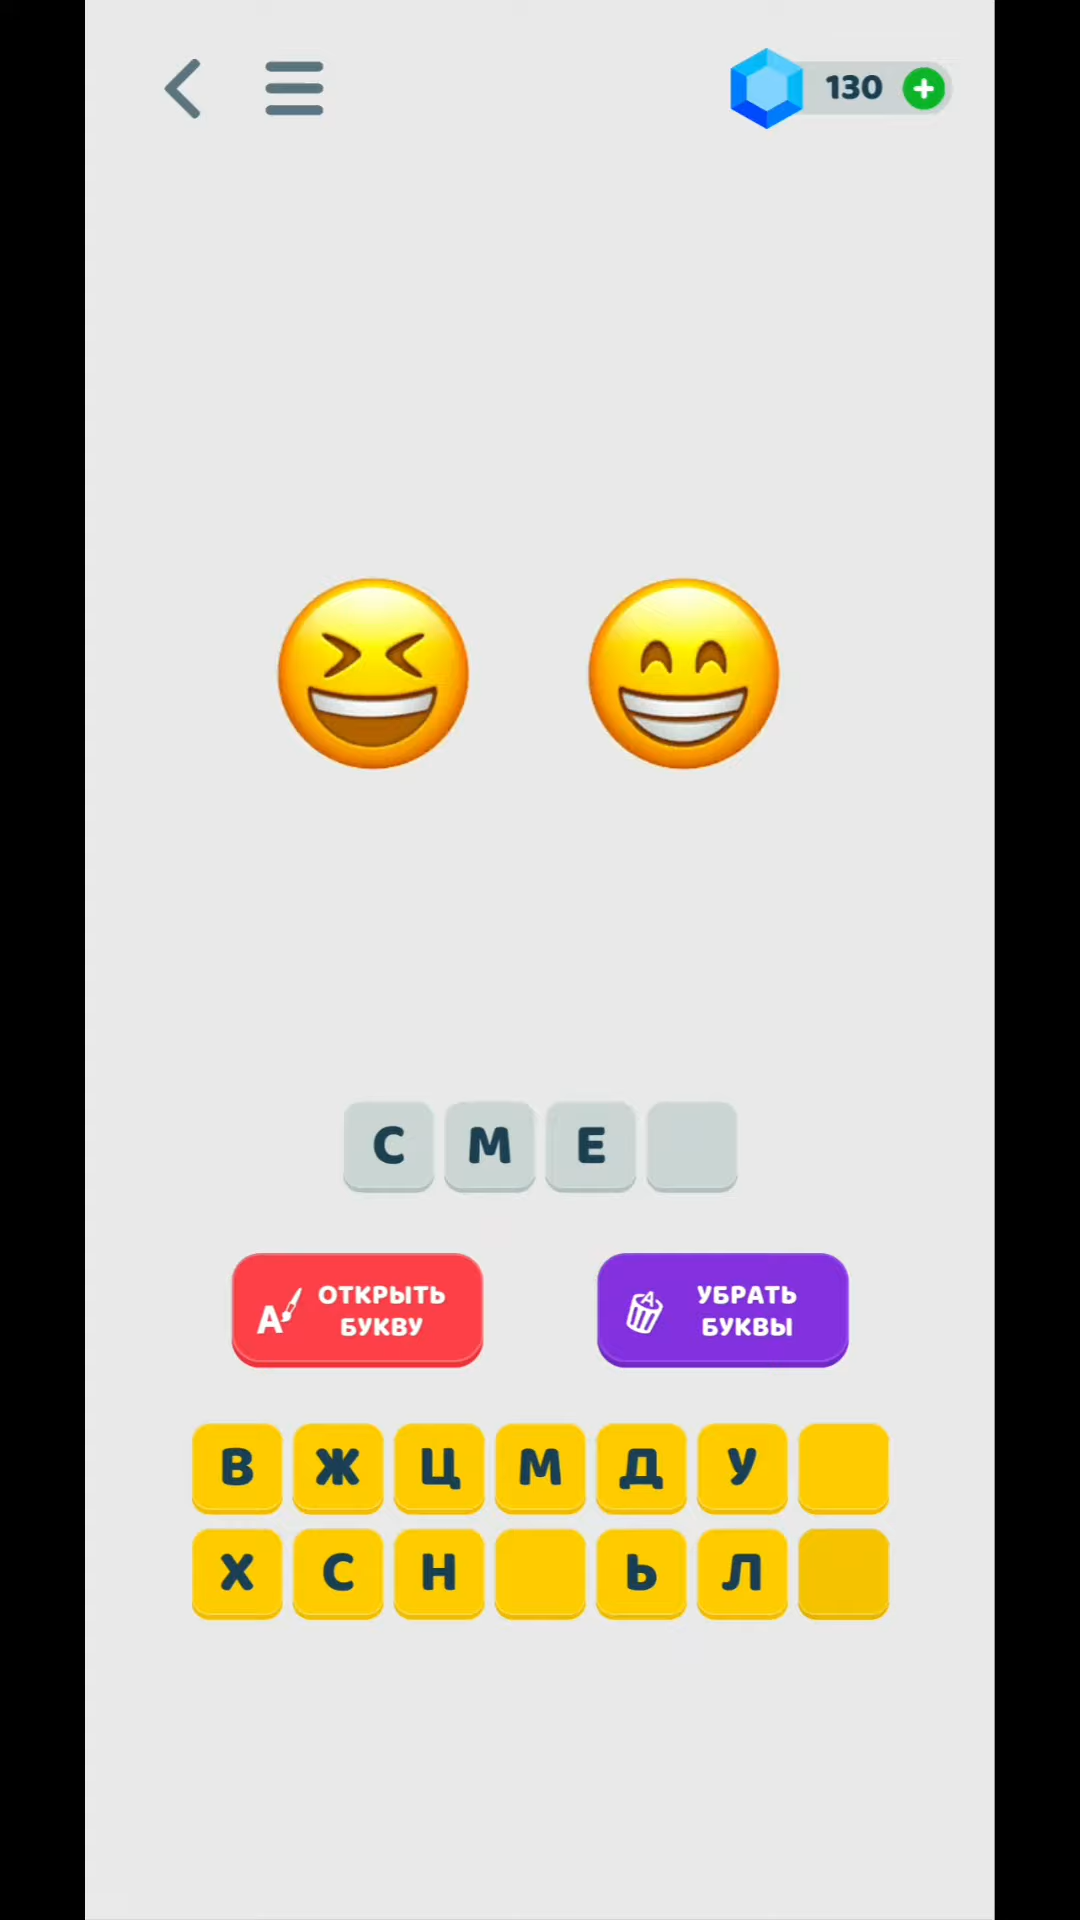 130
С М Е
ОТКРЫТЬ
БУКВУ
УБРАТЬ
БУКВЫ
В Ж Ц М Д У
Х С Н Ь Л